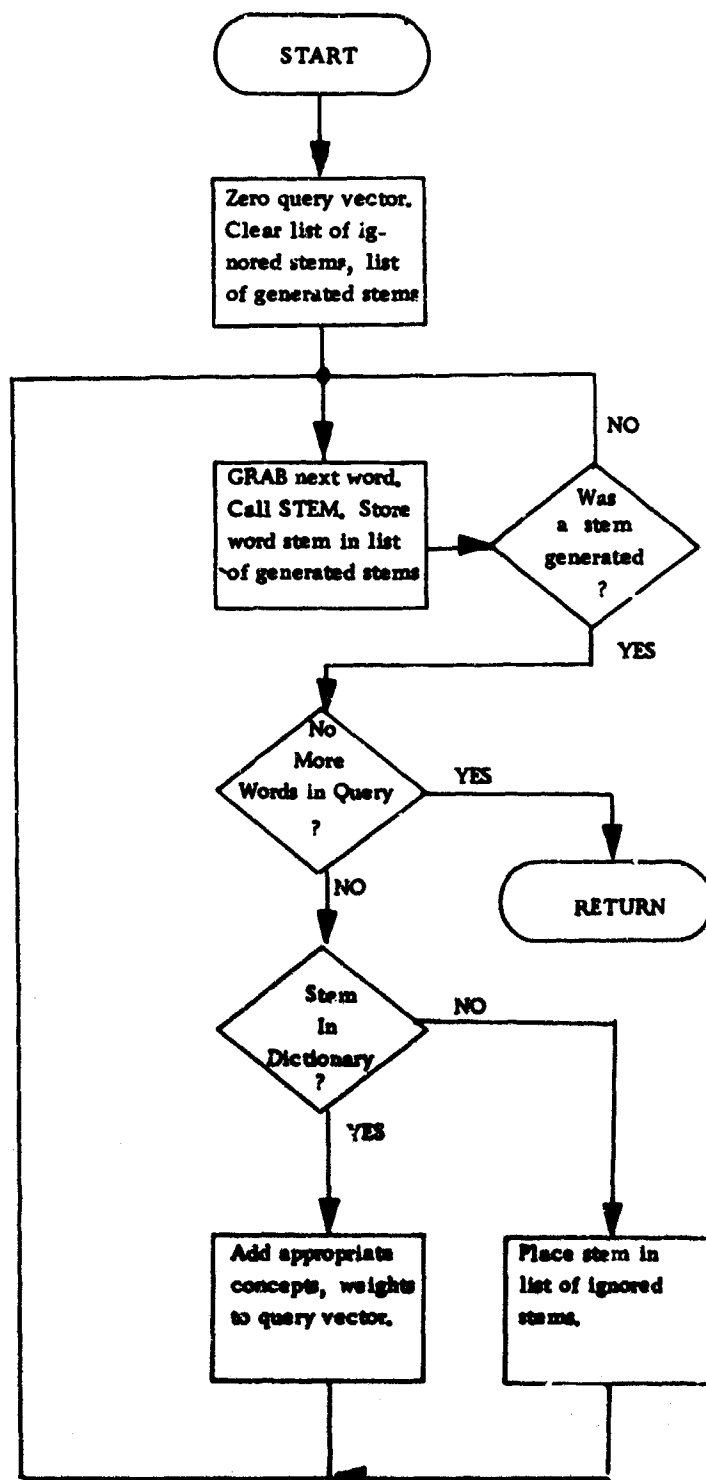 START
Zero query vector.
Clear list of ig-
nored stems, list
of generated stems
NO
GRAB next word.
Call STEM. Store
word stem in list
of generated stems
Was
a stem
generated
?
YES
No
More
Words in Query
?
YES
NO
RETURN
Stem
In
Dictionary
?
NO
YES
Add appropriate
concepts, weights
to query vector.
Place stem in
list of ignored
stems.